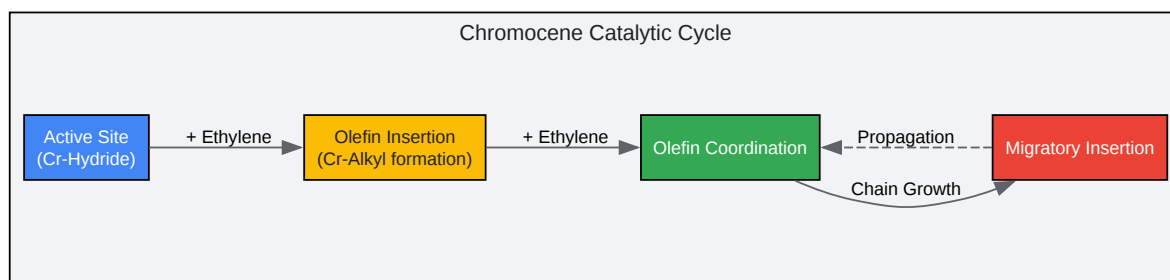 Chromocene Catalytic Cycle
Active Site
(Cr-Hydride)
+ Ethylene
Olefin Insertion
(Cr-Alkyl formation)
+ Ethylene
Olefin Coordination
Propagation
Chain Growth
Migratory Insertion